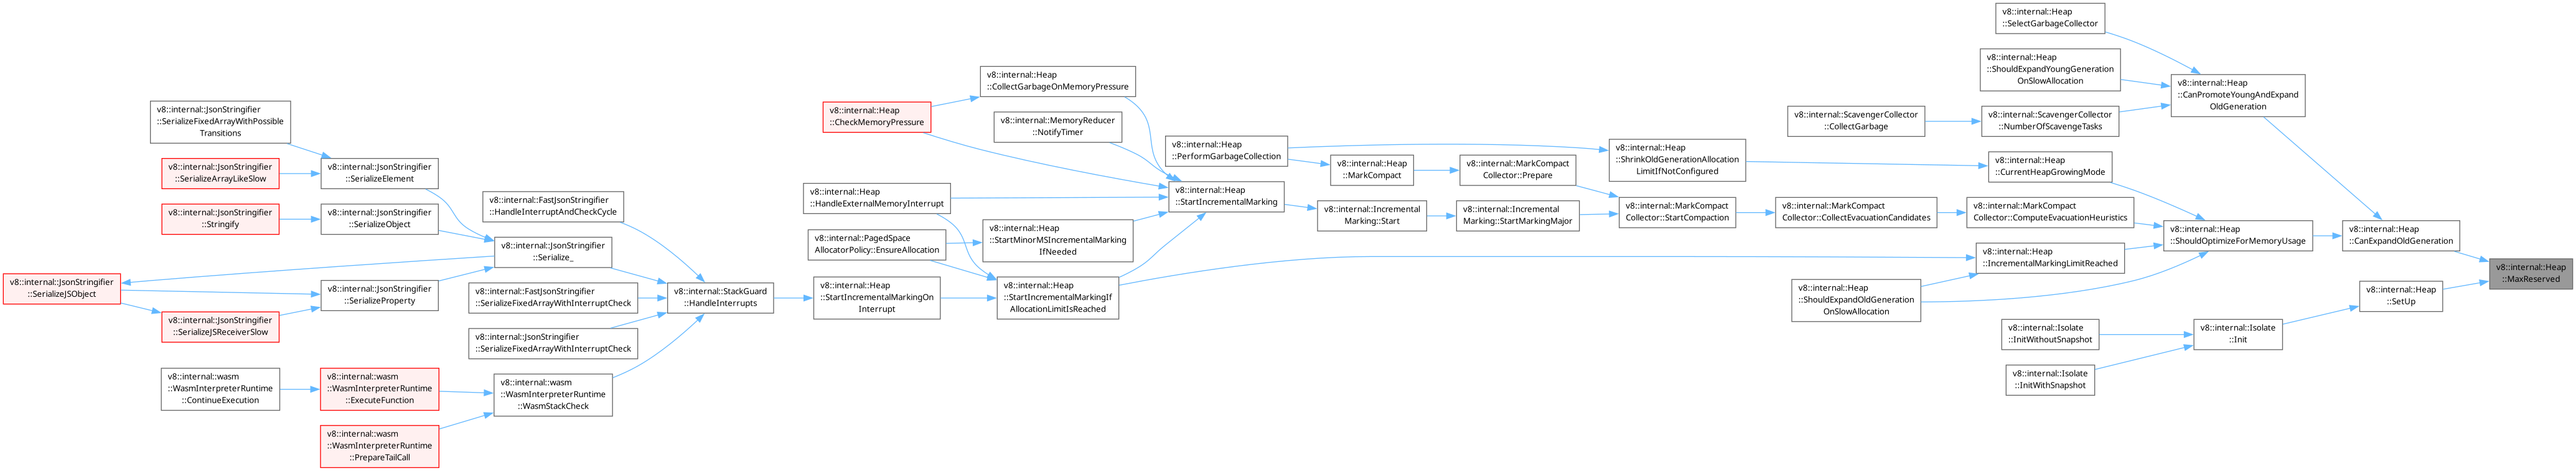 v8::internal::Heap
::SelectGarbageCollector
v8::internal::Heap
::ShouldExpandYoungGeneration
OnSlowAllocation
v8::internal::Heap
::CollectGarbageOnMemoryPressure
v8::internal::Heap
::CanPromoteYoungAndExpand
OldGeneration
v8::internal::JsonStringifier
::SerializeFixedArrayWithPossible
Transitions
v8::internal::Heap
::CheckMemoryPressure
v8::internal::MemoryReducer
::NotifyTimer
v8::internal::ScavengerCollector
::CollectGarbage
v8::internal::ScavengerCollector
::NumberOfScavengeTasks
v8::internal::Heap
::PerformGarbageCollection
v8::internal::Heap
::ShrinkOldGenerationAllocation
LimitIfNotConfigured
v8::internal::JsonStringifier
::SerializeArrayLikeSlow
v8::internal::JsonStringifier
::SerializeElement
v8::internal::Heap
::MarkCompact
v8::internal::MarkCompact
Collector::Prepare
v8::internal::Heap
::CurrentHeapGrowingMode
v8::internal::FastJsonStringifier
::HandleInterruptAndCheckCycle
v8::internal::Heap
::HandleExternalMemoryInterrupt
v8::internal::Heap
::StartIncrementalMarking
v8::internal::JsonStringifier
::Stringify
v8::internal::JsonStringifier
::SerializeObject
v8::internal::Incremental
Marking::Start
v8::internal::Incremental
Marking::StartMarkingMajor
v8::internal::MarkCompact
Collector::StartCompaction
v8::internal::MarkCompact
Collector::CollectEvacuationCandidates
v8::internal::MarkCompact
Collector::ComputeEvacuationHeuristics
v8::internal::JsonStringifier
::Serialize_
v8::internal::PagedSpace
AllocatorPolicy::EnsureAllocation
v8::internal::Heap
::StartMinorMSIncrementalMarking
IfNeeded
v8::internal::Heap
::ShouldOptimizeForMemoryUsage
v8::internal::Heap
::CanExpandOldGeneration
v8::internal::Heap
::IncrementalMarkingLimitReached
v8::internal::Heap
::MaxReserved
v8::internal::JsonStringifier
::SerializeJSObject
v8::internal::JsonStringifier
::SerializeProperty
v8::internal::FastJsonStringifier
::SerializeFixedArrayWithInterruptCheck
v8::internal::StackGuard
::HandleInterrupts
v8::internal::Heap
::StartIncrementalMarkingOn
Interrupt
v8::internal::Heap
::StartIncrementalMarkingIf
AllocationLimitIsReached
v8::internal::Heap
::ShouldExpandOldGeneration
OnSlowAllocation
v8::internal::Heap
::SetUp
v8::internal::JsonStringifier
::SerializeJSReceiverSlow
v8::internal::JsonStringifier
::SerializeFixedArrayWithInterruptCheck
v8::internal::Isolate
::InitWithoutSnapshot
v8::internal::Isolate
::Init
v8::internal::Isolate
::InitWithSnapshot
v8::internal::wasm
::WasmInterpreterRuntime
::ContinueExecution
v8::internal::wasm
::WasmInterpreterRuntime
::ExecuteFunction
v8::internal::wasm
::WasmInterpreterRuntime
::WasmStackCheck
v8::internal::wasm
::WasmInterpreterRuntime
::PrepareTailCall